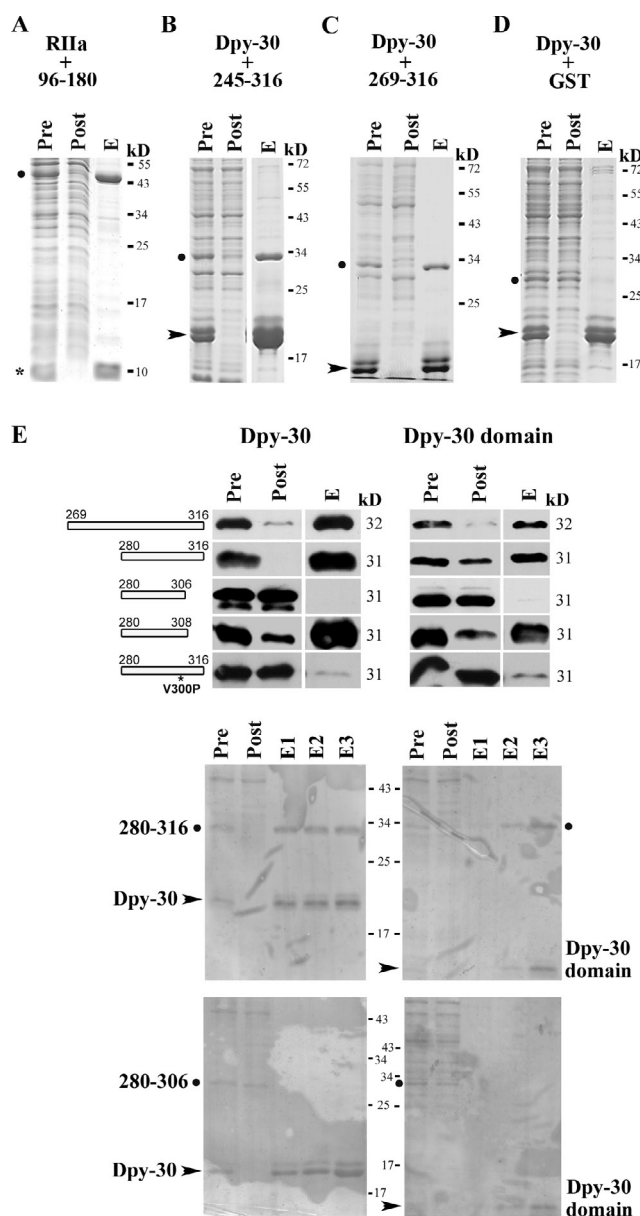 A
RIIa
+
96-180
B
Dpy-30
+
245-316
C
Dpy-30
+
269-316
D
Dpy-30
+
GST
Pre Post E kD
55
43
34
25
17
10
*
Pre Post E kD
72
55
43
34
25
17
Pre Post E kD
72
55
43
34
25
Pre Post E kD
72
55
43
34
25
17
E
Dpy-30 Dpy-30 domain
Pre Post E kD Pre Post E kD
269 316 32 32
280 316 31 31
280 306 31 31
280 308 31 31
280 316 31 31
*
V300P
Pre Post E1 E2 E3 Pre Post E1 E2 E3
43
280-316 34
25
Dpy-30
17
Dpy-30
domain
43
34
280-306 34
25
Dpy-30 17
17
Dpy-30
domain